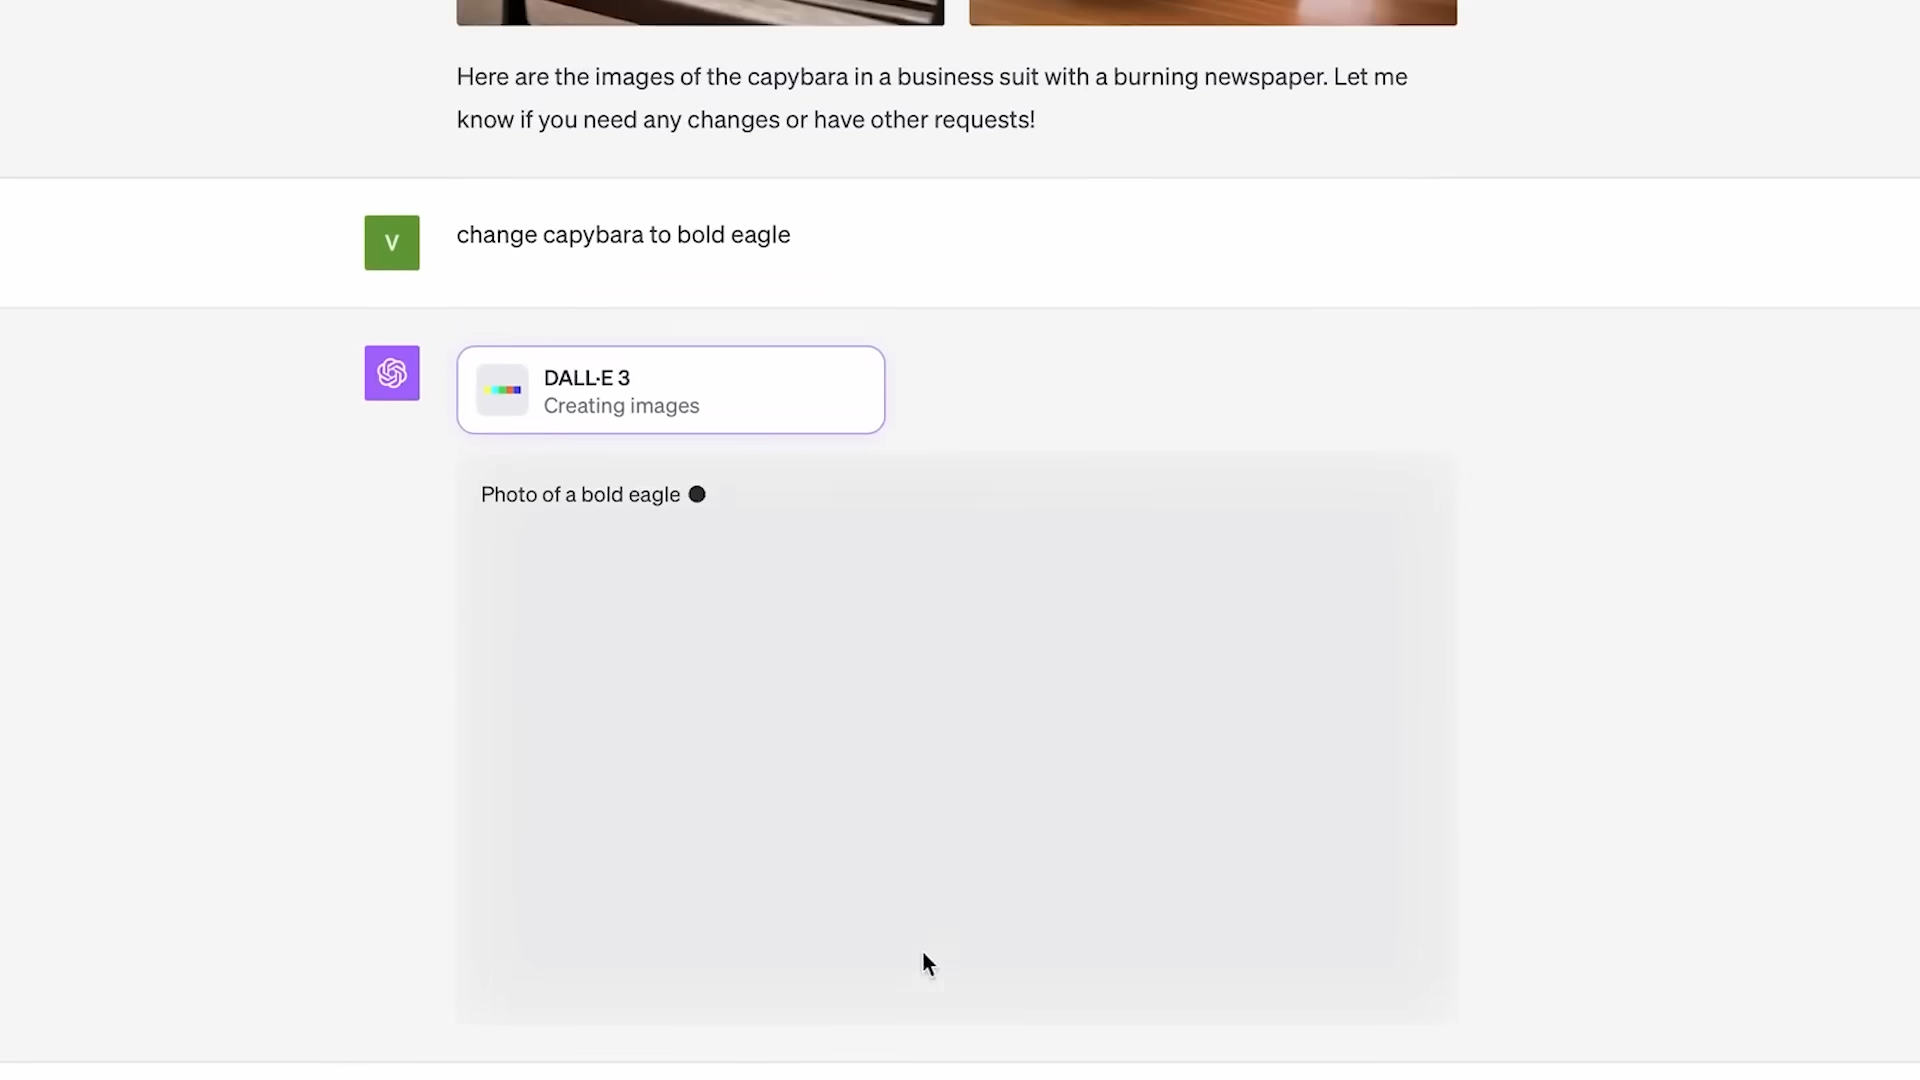 Here are the images of the capybara in a business suit with a burning newspaper. Let me
know if you need any changes or have other requests!
V
change capybara to bold eagle
DALL·E 3
Creating images
Photo of a bold eagle